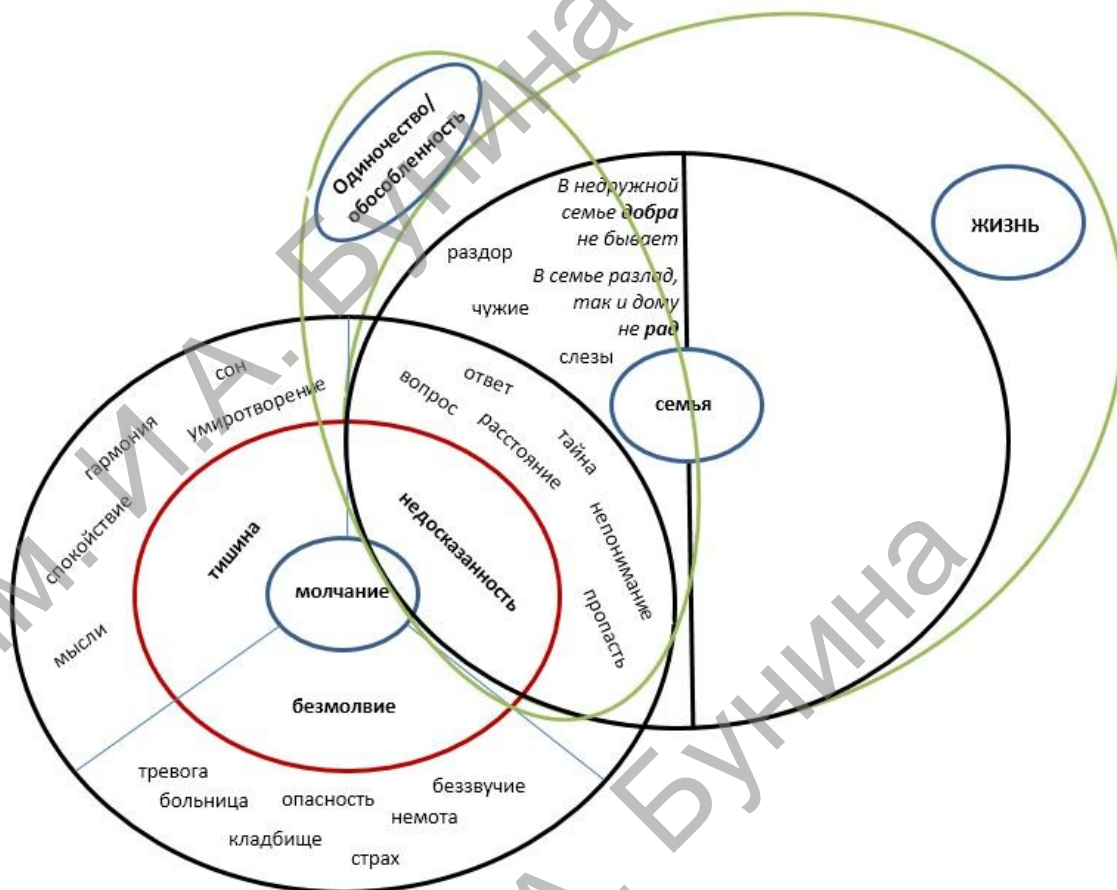 Одиночество/
обособленность
ЖИЗНЬ
В недружной
семье добра
не бывает
раздор
В семье разлад,
так и дому
не рад
чужие
слезы
семья
сон
умиротворение
гармония
спокойствие
мысли
тишина
ответ
вопрос
расстояние
тайна
непонимание
пропасть
недосказанность
молчание
безмолвие
тревога
больница
опасность
беззвучие
немота
кладбище
страх
им. И.А. Бунина
А. Бунина